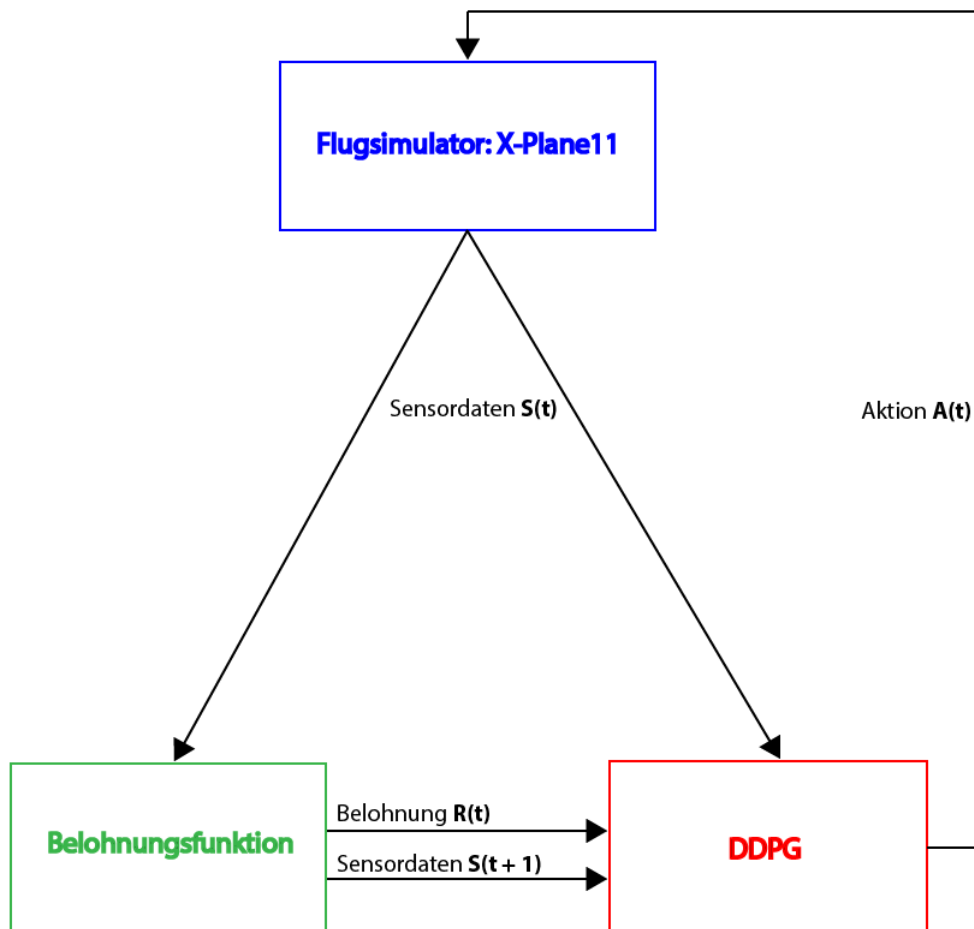 Flugsimulator: X-Plane11
Sensordaten S(t)
Aktion A(t)
Belohnung R(t)
Belohnungsfunktion
DDPG
Sensordaten S(t + 1)